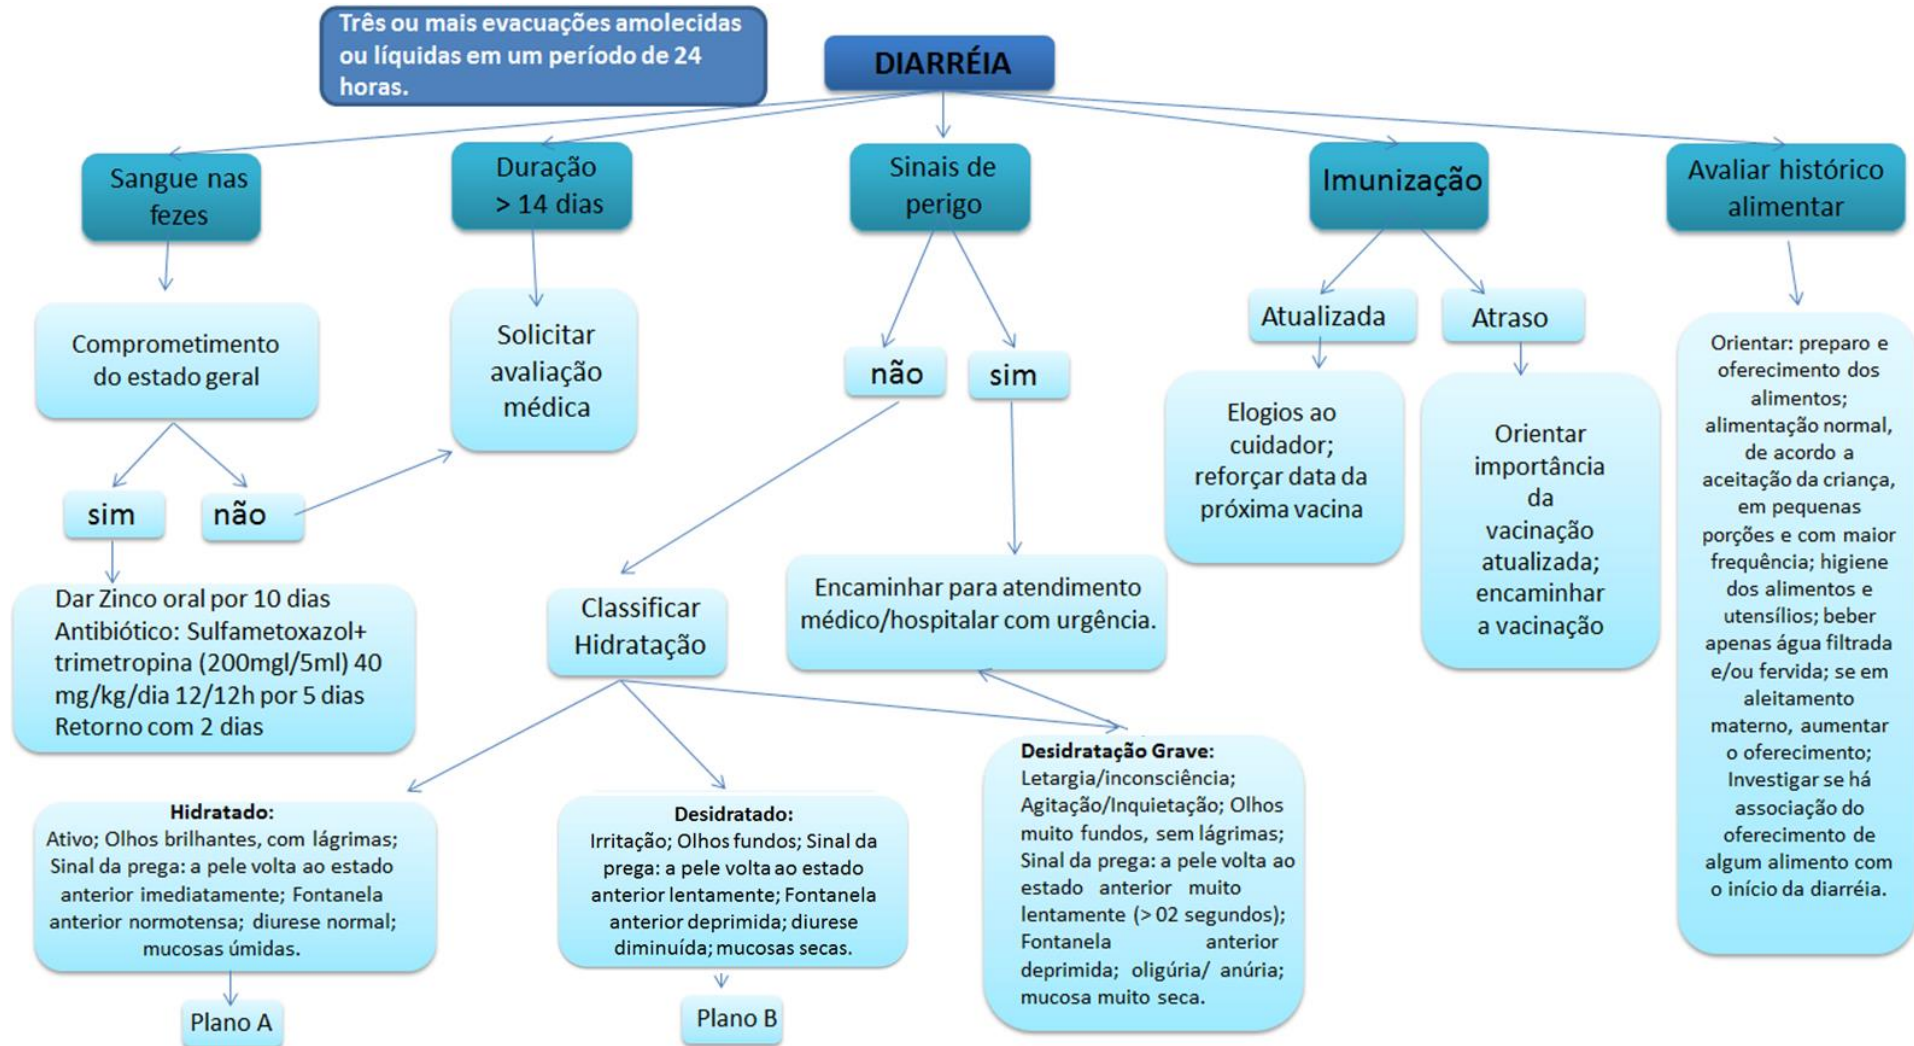 Três ou mais evacuações amolecidas
ou líquidas em um período de 24
horas.
DIARRÉIA
Sangue nas
fezes
Duração
> 14 dias
Sinais de
perigo
Imunização
Avaliar histórico
alimentar
Comprometimento
do estado geral
Solicitar
avaliação
médica
não
sim
Atualizada
Atraso
sim
não
Elogios ao
cuidador;
reforçar data da
próxima vacina
Orientar
importância
da
vacinação
atualizada;
encaminhar
a vacinação
Orientar: preparo e
oferecimento dos
alimentos;
alimentação normal,
de acordo a
aceitação da criança,
em pequenas
porções e com maior
frequência; higiene
dos alimentos e
utensílios; beber
apenas água filtrada
e/ou fervida; se em
aleitamento
materno, aumentar
o oferecimento;
Investigar se há
associação do
oferecimento de
algum alimento com
o início da diarréia.
Dar Zinco oral por 10 dias
Antibiótico: Sulfametoxazol+
trimetropina (200mgl/5ml) 40
mg/kg/dia 12/12h por 5 dias
Retorno com 2 dias
Classificar
Hidratação
Encaminhar para atendimento
médico/hospitalar com urgência.
Hidratado:
Ativo; Olhos brilhantes, com lágrimas;
Sinal da prega: a pele volta ao estado
anterior imediatamente; Fontanela
anterior normotensa; diurese normal;
mucosas úmidas.
Desidratado:
Irritação; Olhos fundos; Sinal da
prega: a pele volta ao estado
anterior lentamente; Fontanela
anterior deprimida; diurese
diminuída; mucosas secas.
Desidratação Grave:
Letargia/inconsciência;
Agitação/Inquietação; Olhos
muito fundos, sem lágrimas;
Sinal da prega: a pele volta ao
estado anterior muito
lentamente (> 02 segundos);
Fontanela anterior
deprimida; oligúria/ anúria;
mucosa muito seca.
Plano A
Plano B